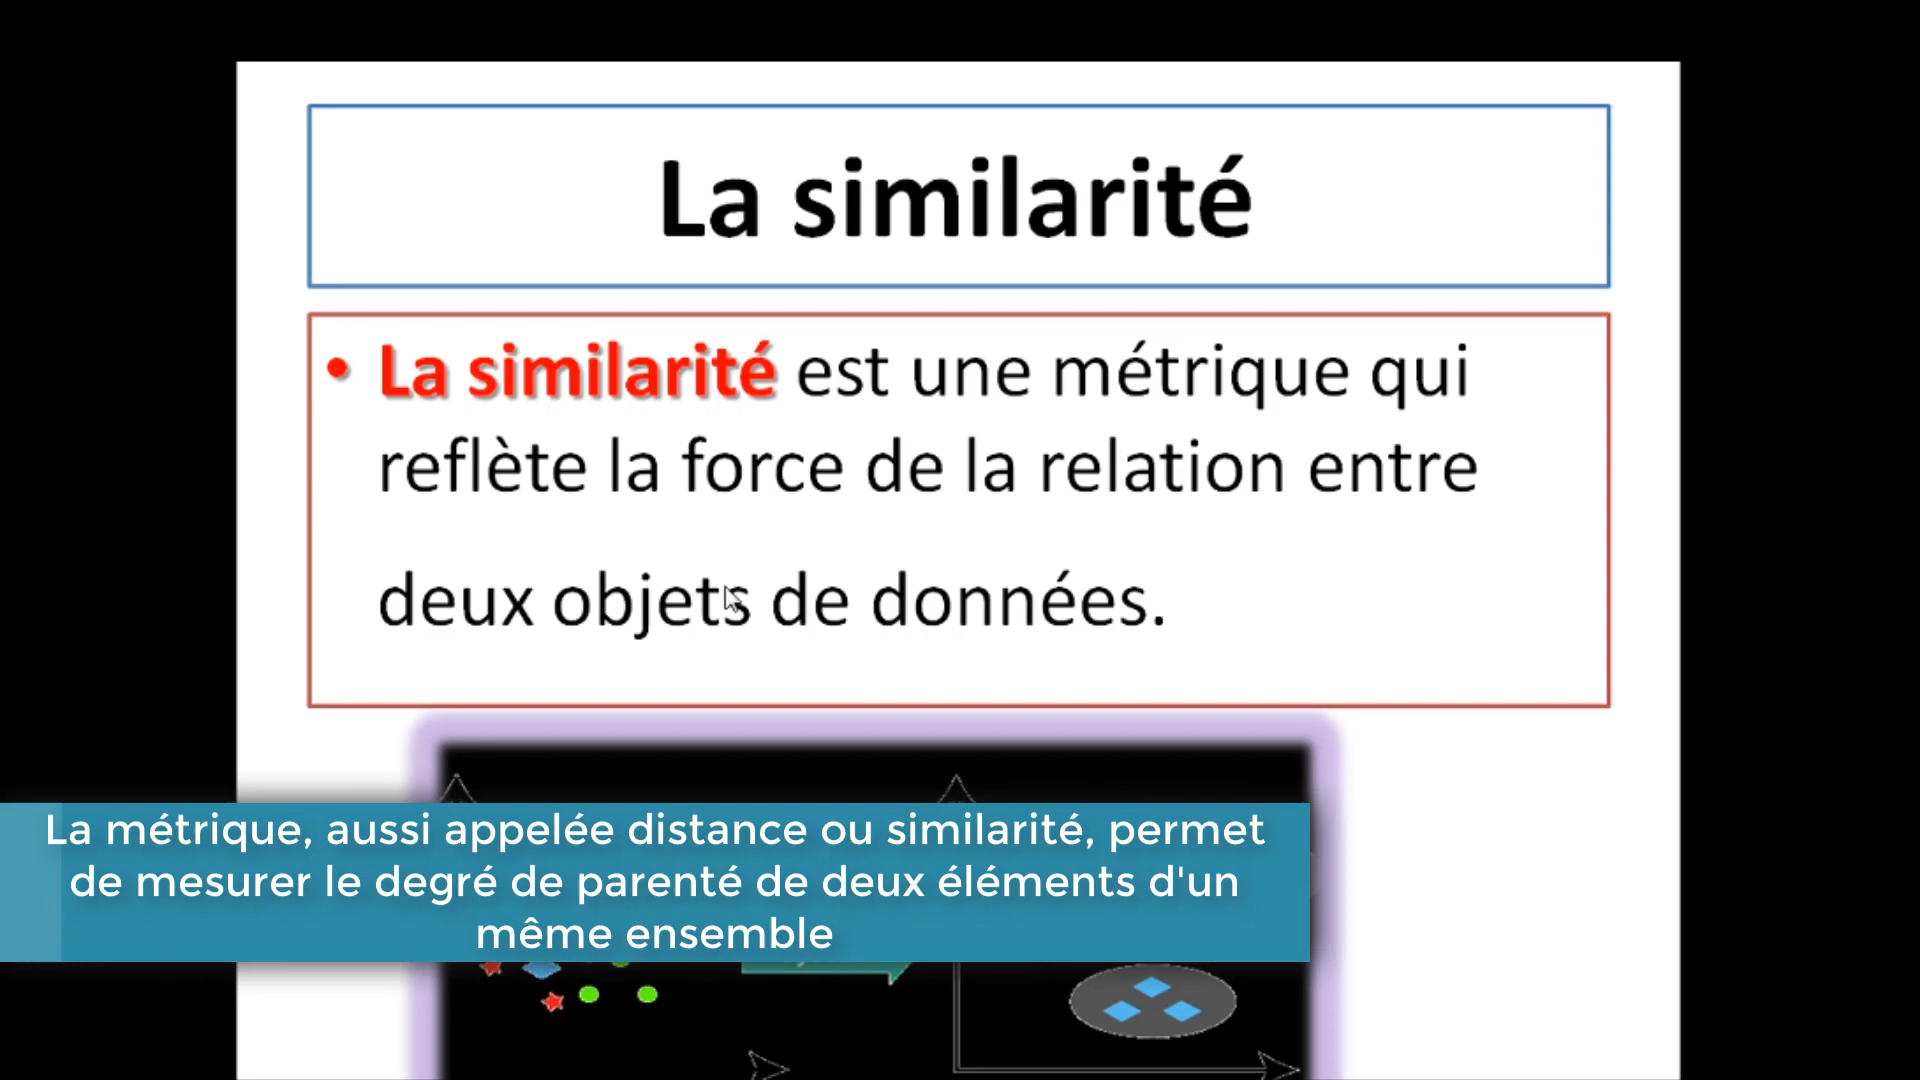 La similarité
• La similarité est une métrique qui
reflète la force de la relation entre
deux objets de données.
La métrique, aussi appelée distance ou similarité, permet
de mesurer le degré de parenté de deux éléments d'un
même ensemble